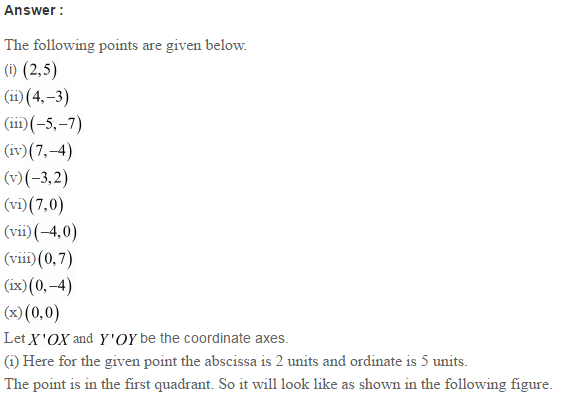 Answer :
The following points are given below.
(i) (2,5)
(ii) (4,−3)
(iii) (−5,−7)
(iv) (7,−4)
(v) (−3,2)
(vi) (7,0)
(vii) (−4,0)
(viii) (0,7)
(ix) (0,−4)
(x) (0,0)
Let X'OX and Y'OY be the coordinate axes.
(i) Here for the given point the abscissa is 2 units and ordinate is 5 units.
The point is in the first quadrant. So it will look like as shown in the following figure.